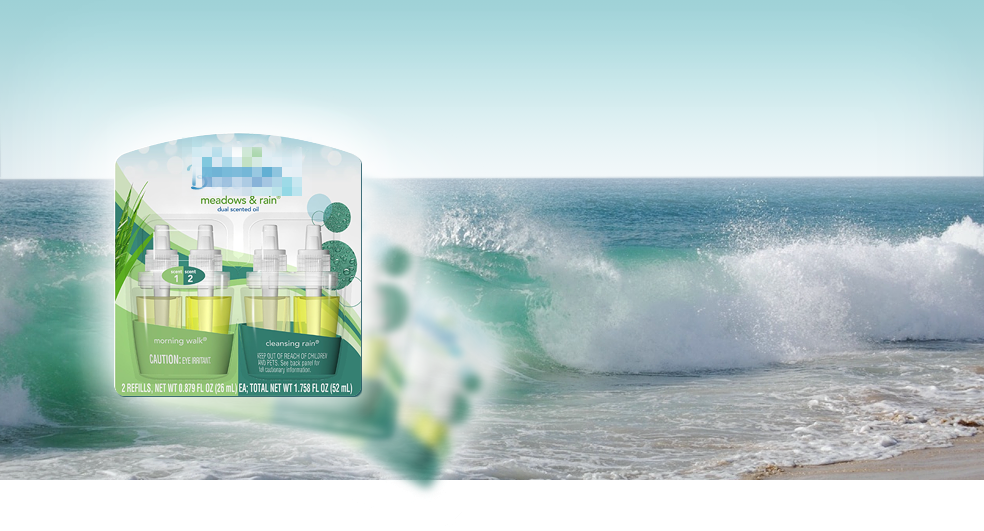 meadows & rain®
dual scented oil
scent 1 scent 2
morning walk®
cleansing rain®
CAUTION: EYE IRRITANT
KEEP OUT OF REACH OF CHILDREN
AND PETS. See back panel for
full cautionary information.
2 REFILLS, NET WT 0.879 FL OZ (26 mL) EA; TOTAL NET WT 1.758 FL OZ (52 mL)